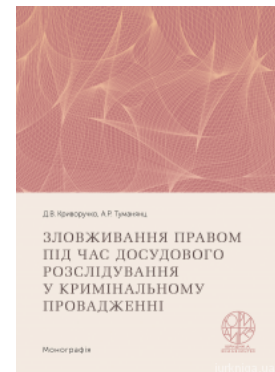 Д.В. Криворучко, А.Р. Туманянц
ЗЛОВЖИВАННЯ ПРАВОМ
ПІД ЧАС ДОСУДОВОГО
РОЗСЛІДУВАННЯ
У КРИМІНАЛЬНОМУ
ПРОВАДЖЕННІ
Монографія